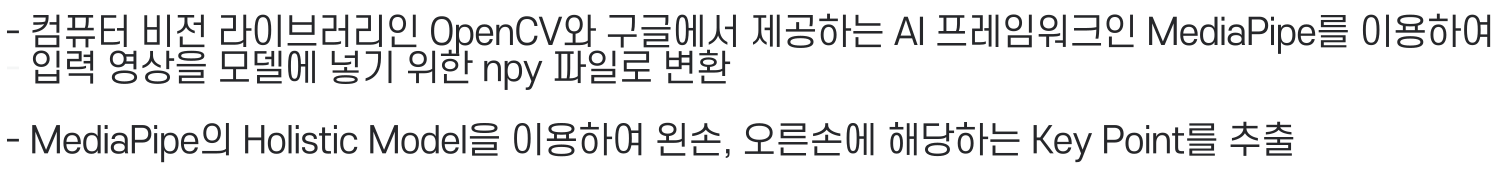 - 컴퓨터 비전 라이브러리인 OpenCV와 구글에서 제공하는 AI 프레임워크인 MediaPipe를 이용하여
입력 영상을 모델에 넣기 위한 npy 파일로 변환
- MediaPipe의 Holistic Model을 이용하여 왼손, 오른손에 해당하는 Key Point를 추출